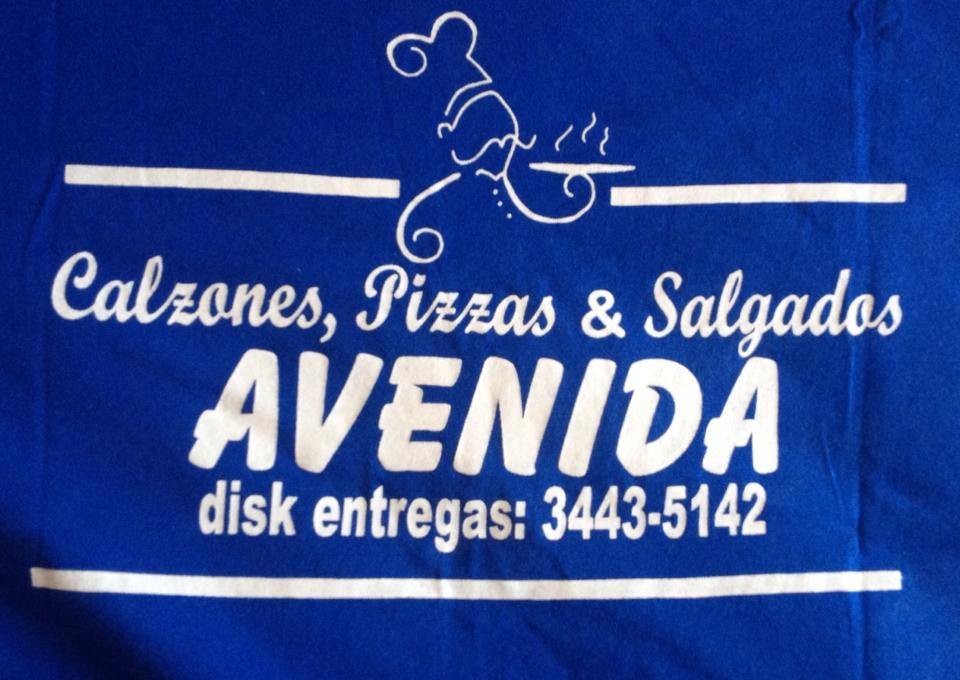 Calzones, Pizzas & Salgados
AVENIDA
disk entregas: 3443-5142